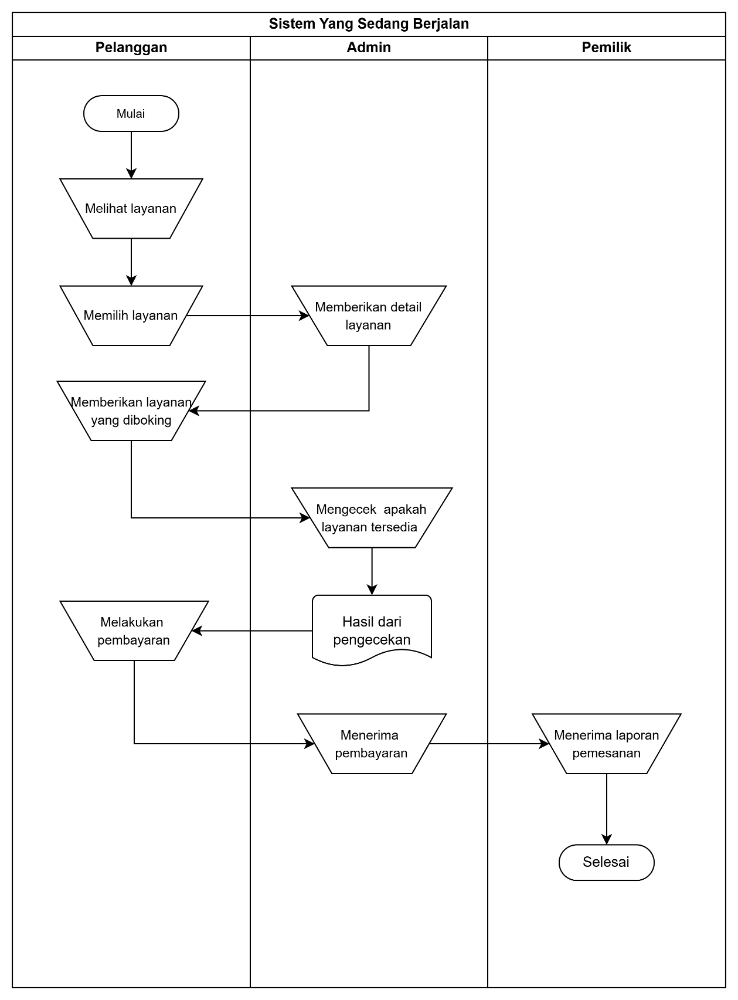 Sistem Yang Sedang Berjalan
Pelanggan
Admin
Pemilik
Mulai
Melihat layanan
Memilih layanan
Memberikan detail
layanan
Memberikan layanan
yang diboking
Mengecek  apakah
layanan tersedia
Hasil dari
pengecekan
Melakukan
pembayaran
Menerima
pembayaran
Menerima laporan
pemesanan
Selesai